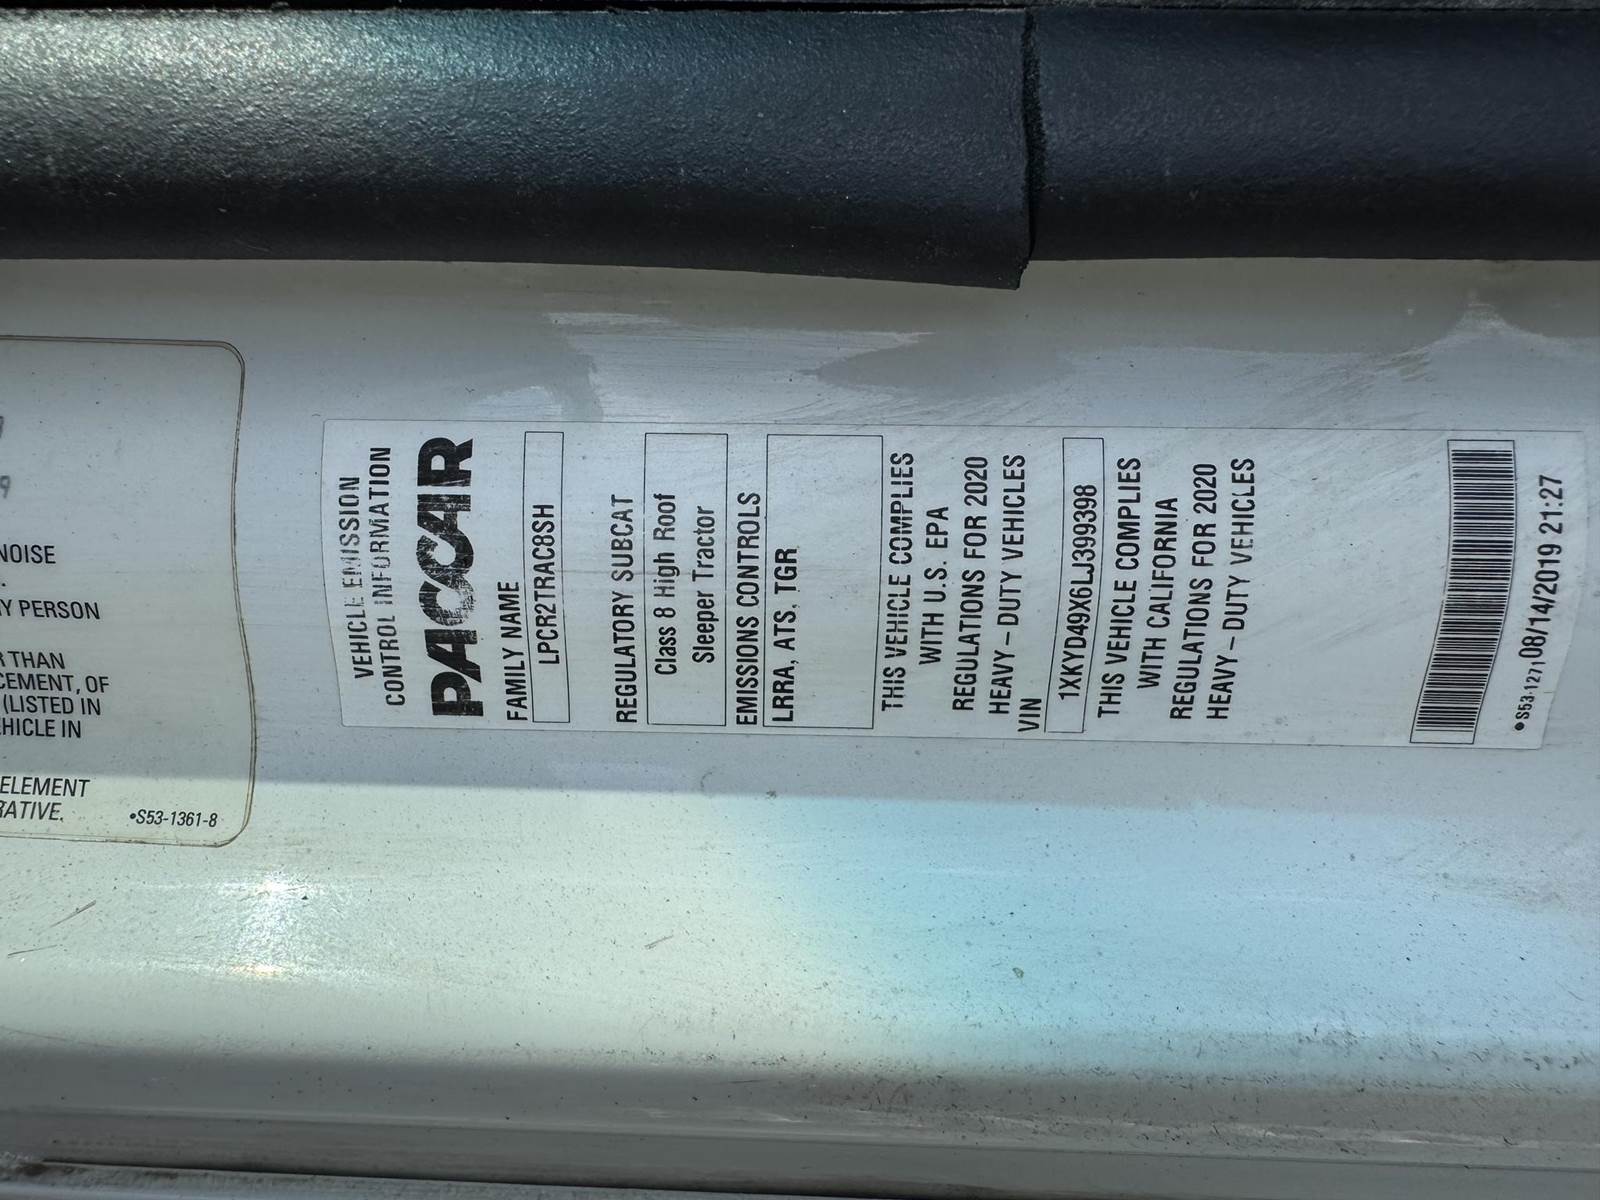 NOISE
Y PERSON
R THAN
CEMENT, OF
(LISTED IN
EHICLE IN
ELEMENT
RATIVE.
•S53-1361-8
VEHICLE EMISSION
CONTROL INFORMATION
PACCAR
FAMILY NAME
LPCR2TRAC8SH
REGULATORY SUBCAT
Class 8 High Roof
Sleeper Tractor
EMISSIONS CONTROLS
LRRA, ATS, TGR
THIS VEHICLE COMPLIES
WITH U.S. EPA
REGULATIONS FOR 2020
HEAVY-DUTY VEHICLES
VIN
1XKYD49X6LJ399398
THIS VEHICLE COMPLIES
WITH CALIFORNIA
REGULATIONS FOR 2020
HEAVY-DUTY VEHICLES
•S53-1271 08/14/2019 21:27